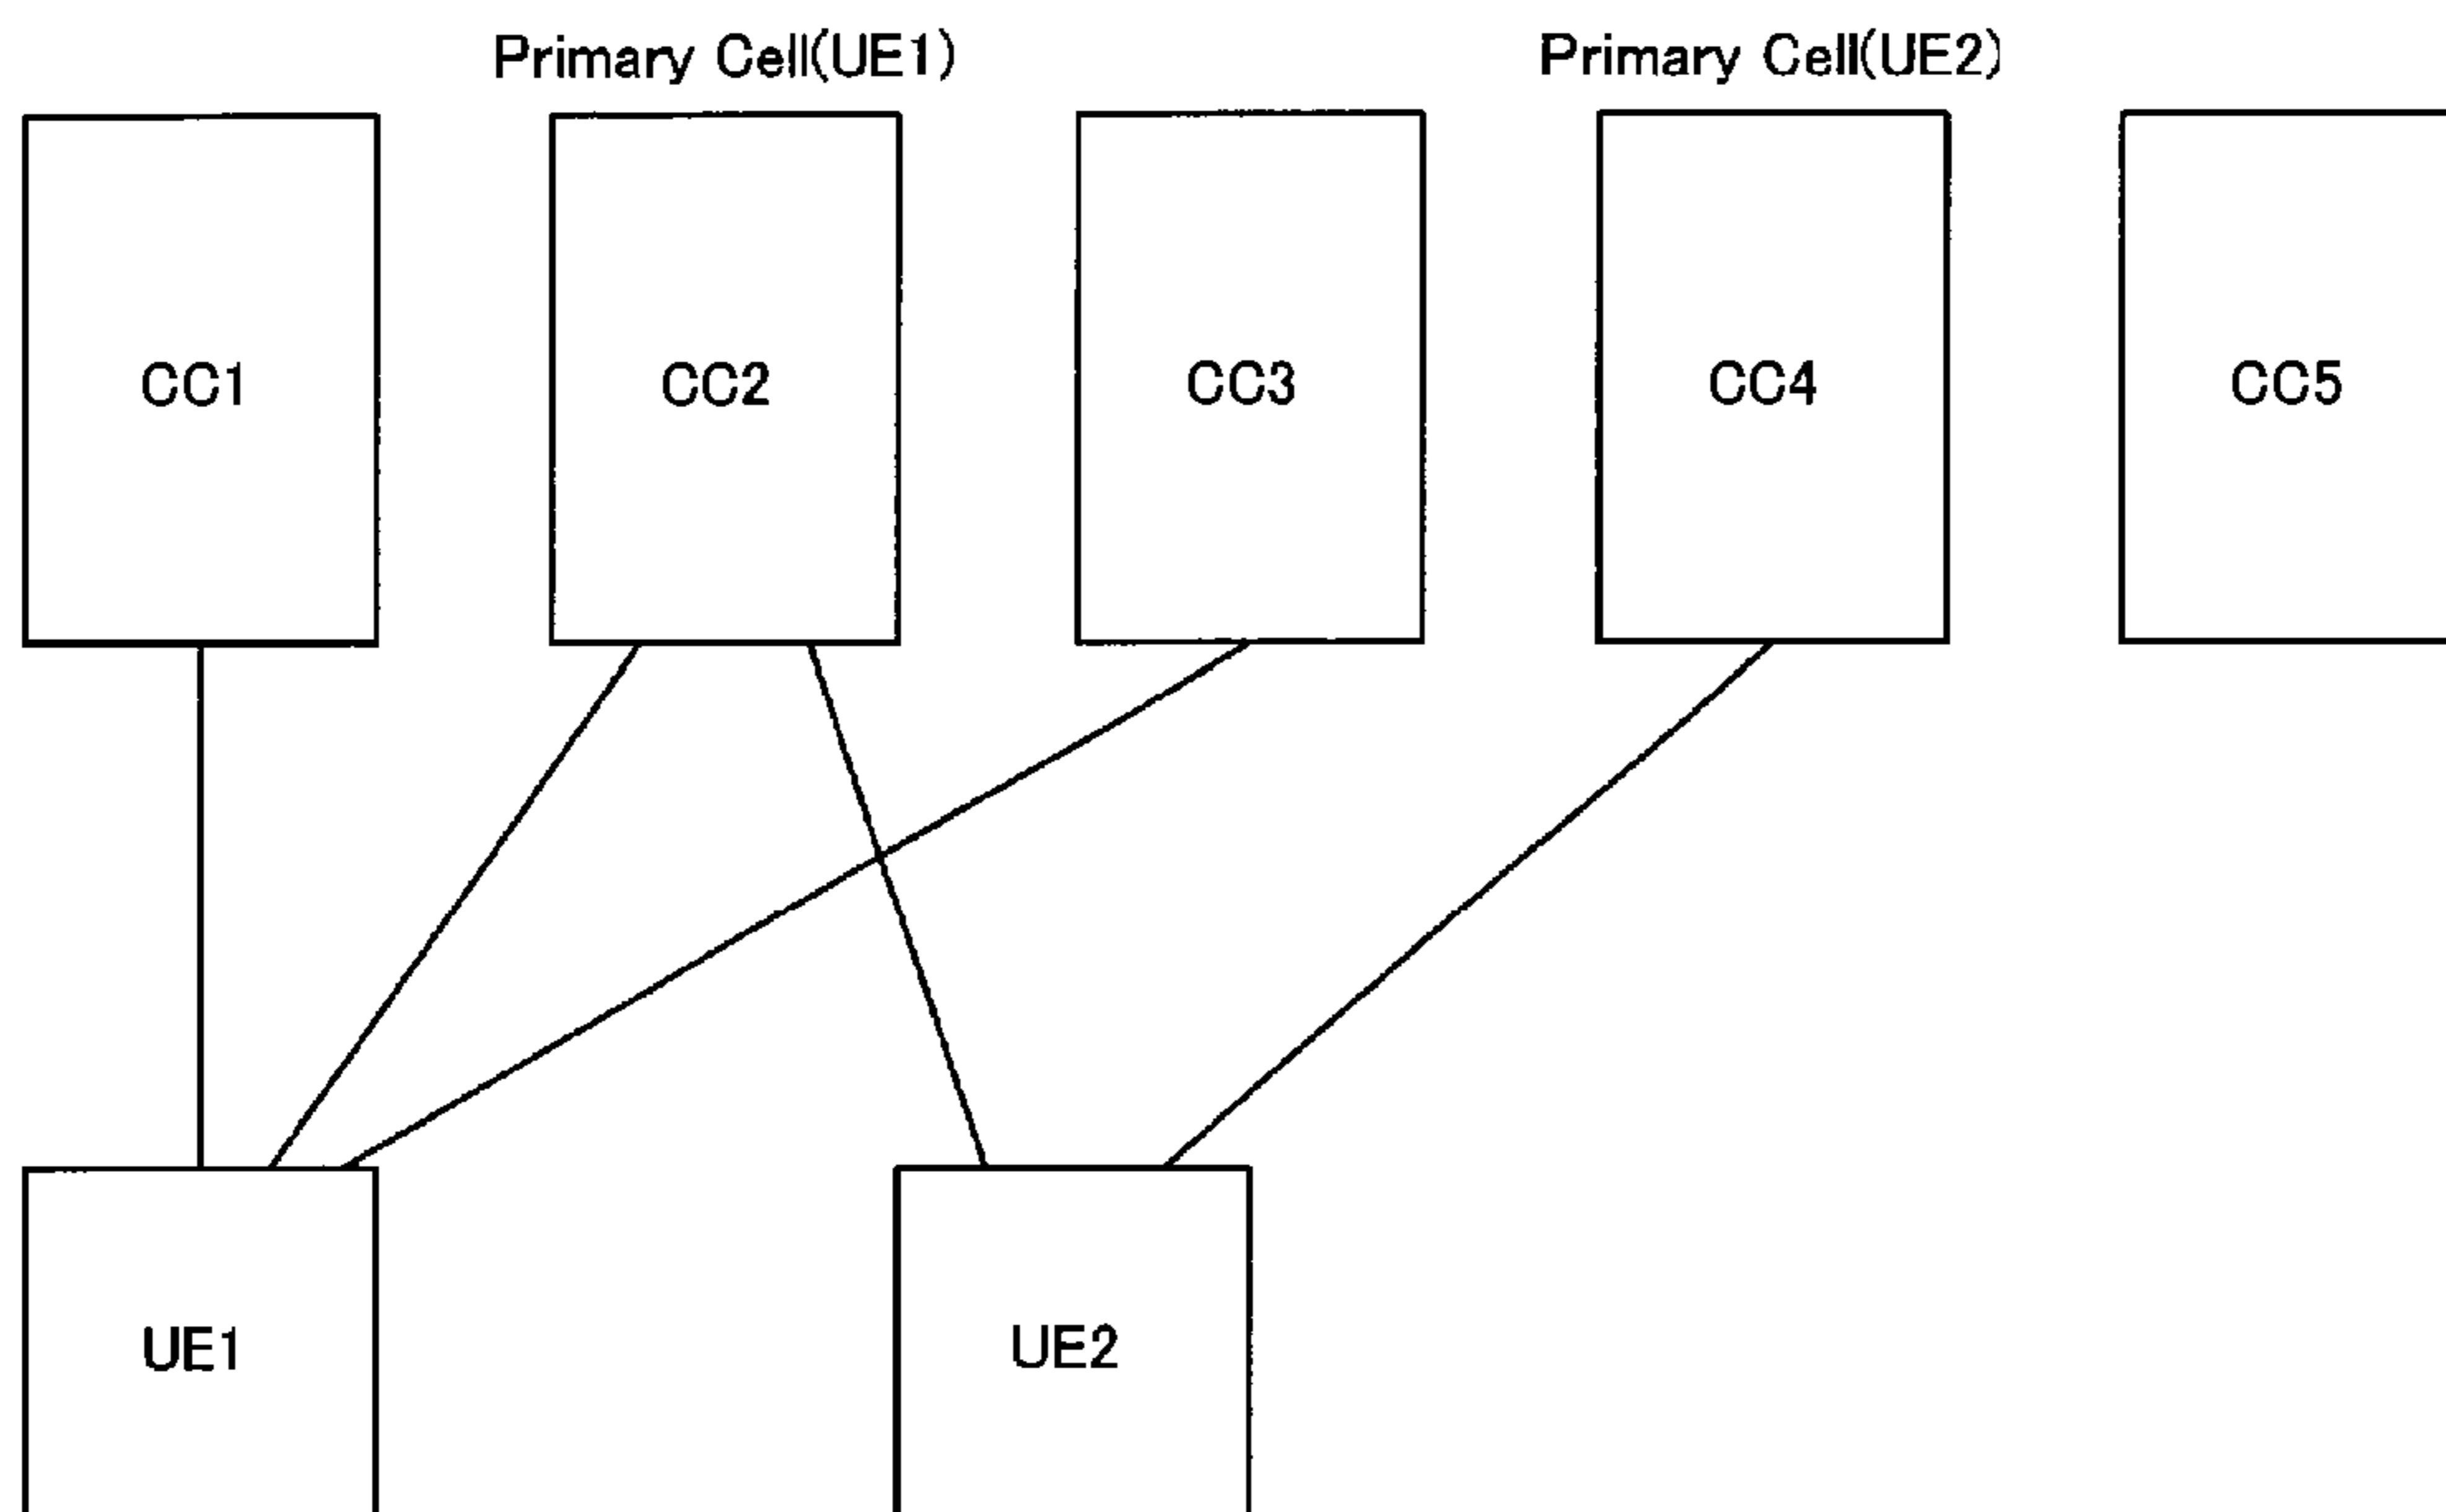 Primary Cell(UE1) Primary Cell(UE2)
CC1 CC2 CC3 CC4 CC5
UE1 UE2